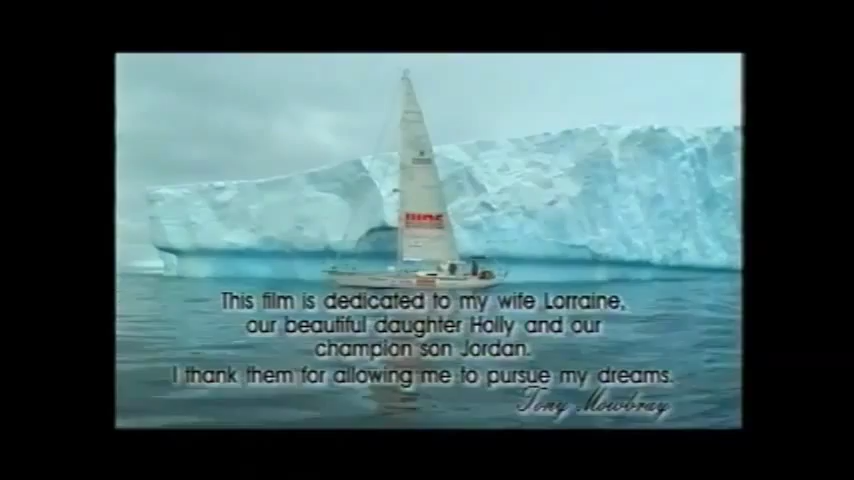 This film is dedicated to my wife Lorraine,
our beautiful daughter Holly and our
champion son Jordan.
I thank them for allowing me to pursue my dreams.
Tony Mowbray